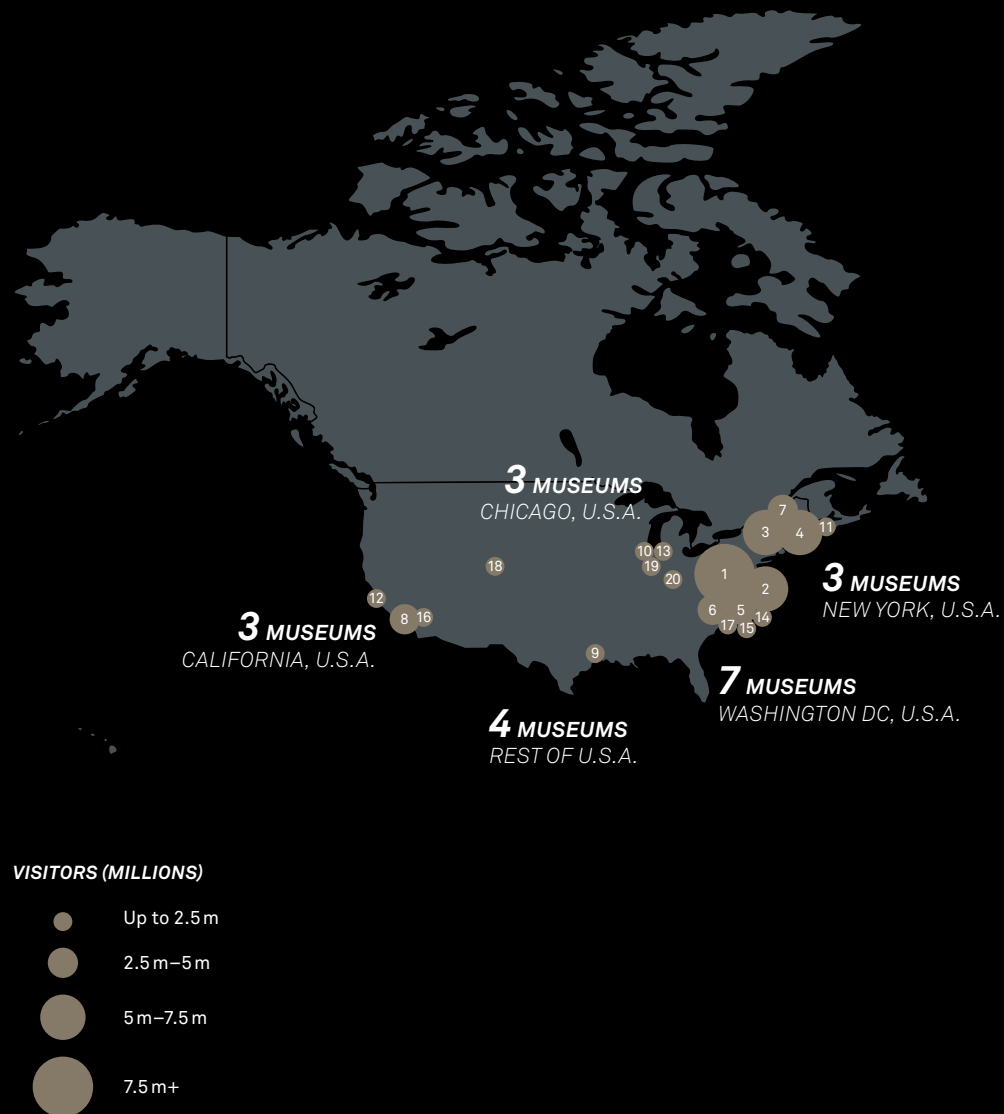 3 MUSEUMS
CHICAGO, U.S.A.
7
3
4
11
10
13
19
18
20
1
2
12
8
16
6
5
14
17
15
9
3 MUSEUMS
NEW YORK, U.S.A.
3 MUSEUMS
CALIFORNIA, U.S.A.
7 MUSEUMS
WASHINGTON DC, U.S.A.
4 MUSEUMS
REST OF U.S.A.
VISITORS (MILLIONS)
Up to 2.5 m
2.5 m–5 m
5 m–7.5 m
7.5 m+